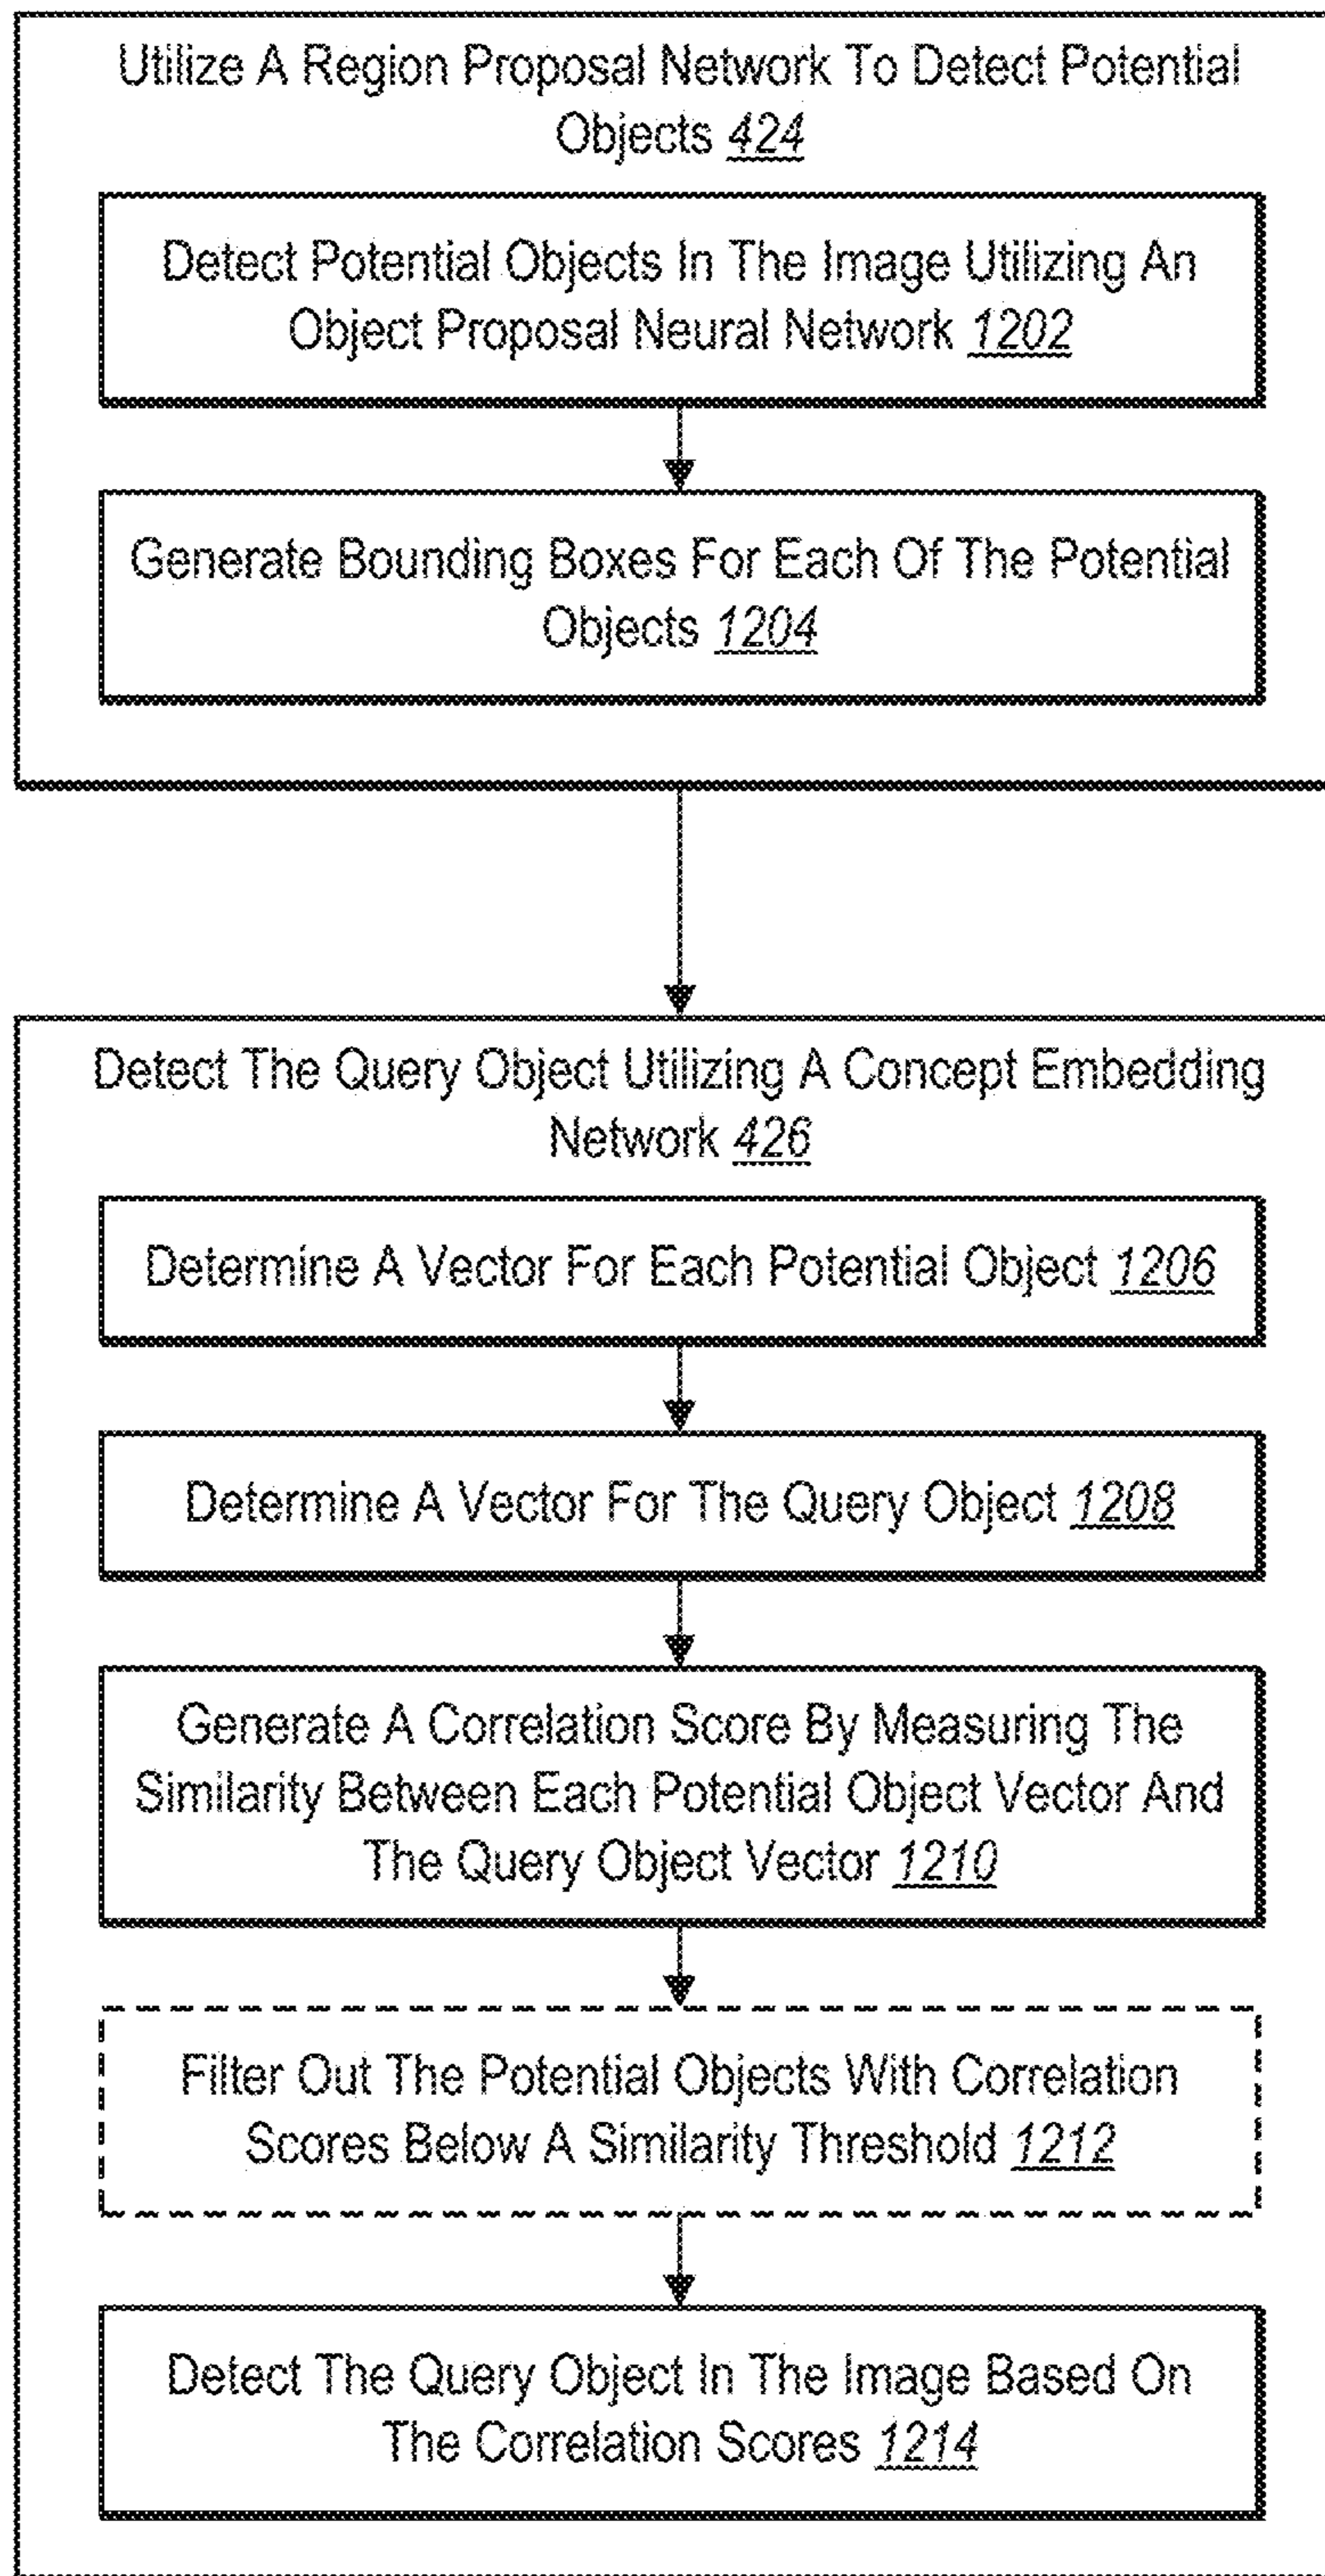 Utilize A Region Proposal Network To Detect Potential
Objects 424
Detect Potential Objects In The Image Utilizing An
Object Proposal Neural Network 1202
Generate Bounding Boxes For Each Of The Potential
Objects 1204
Detect The Query Object Utilizing A Concept Embedding
Network 426
Determine A Vector For Each Potential Object 1206
Determine A Vector For The Query Object 1208
Generate A Correlation Score By Measuring The
Similarity Between Each Potential Object Vector And
The Query Object Vector 1210
Filter Out The Potential Objects With Correlation
Scores Below A Similarity Threshold 1212
Detect The Query Object In The Image Based On
The Correlation Scores 1214